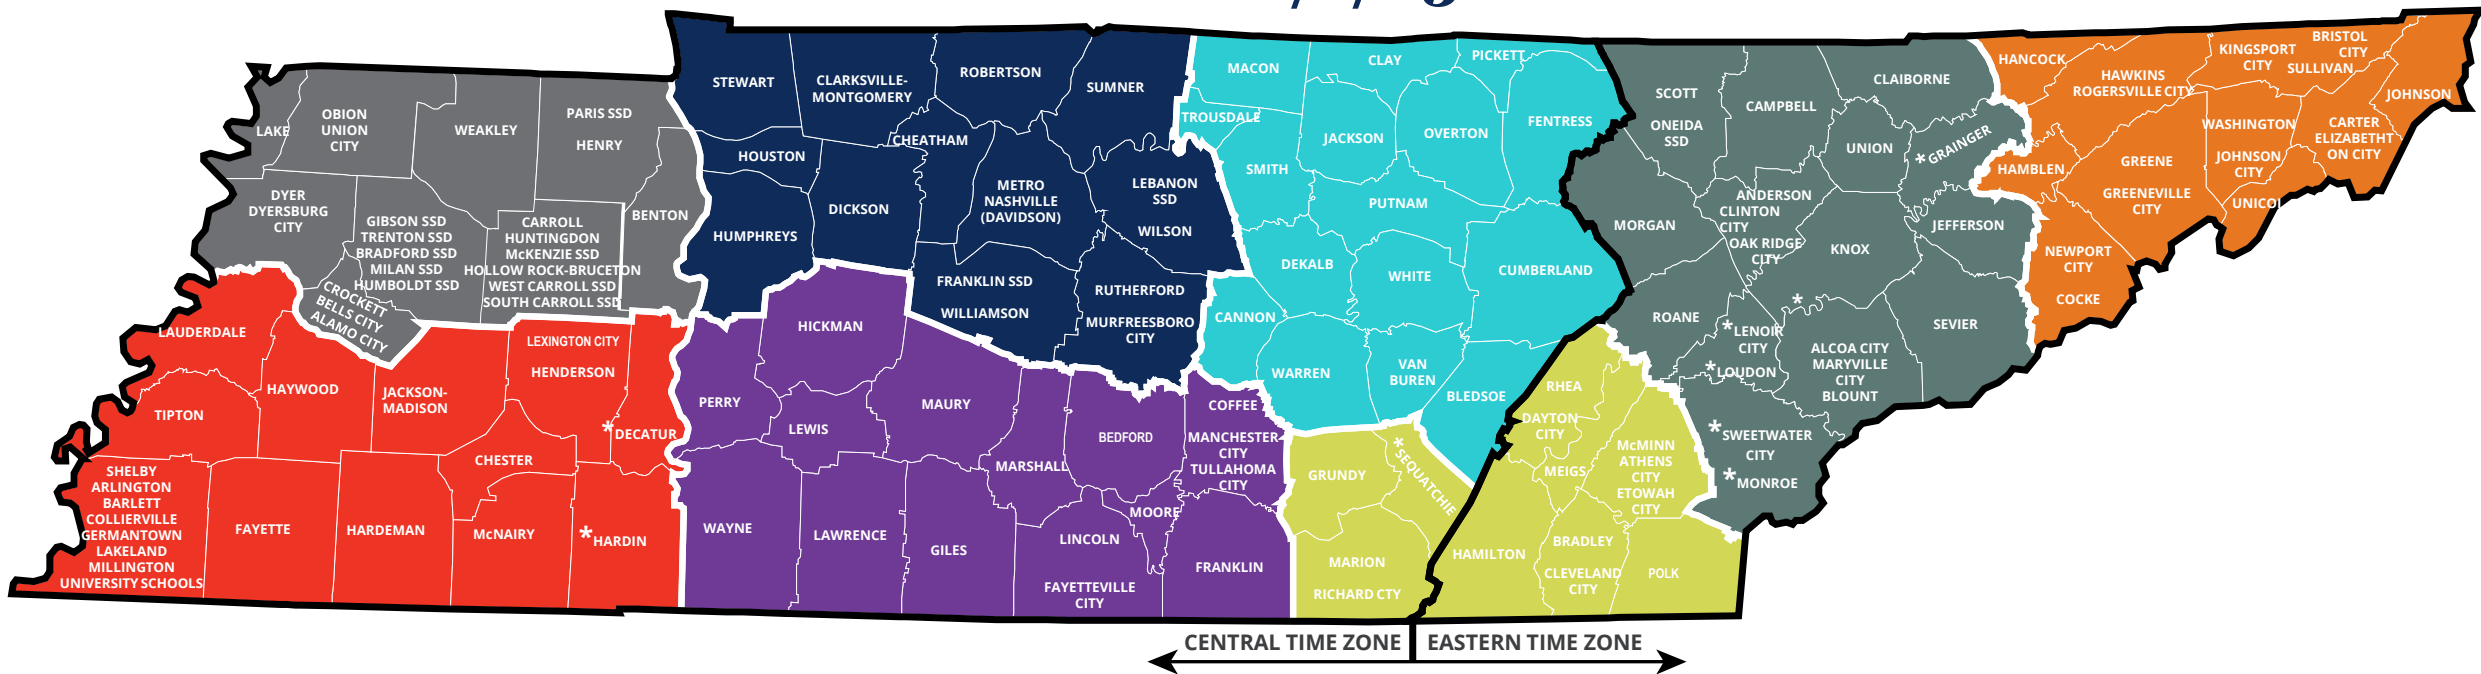 LAKE
OBION
UNION
CITY
WEAKLEY
PARIS SSD
HENRY
BENTON
DYER
DYERSBURG
CITY
GIBSON SSD
TRENTON SSD
BRADFORD SSD
MILAN SSD
HUMBOLDT SSD
CARROLL
HUNTINGDON
McKENZIE SSD
HOLLOW ROCK-BRUCETON
WEST CARROLL SSD
SOUTH CARROLL SSD
CROCKETT
BELLS CITY
ALAMO CITY
LAUDERDALE
HAYWOOD
JACKSON-
MADISON
LEXINGTON CITY
HENDERSON
*DECATUR
TIPTON
CHESTER
SHELBY
ARLINGTON
BARLETT
COLLIERVILLE
GERMANTOWN
LAKELAND
MILLINGTON
UNIVERSITY SCHOOLS
FAYETTE
HARDEMAN
McNAIRY
*HARDIN
STEWART
CLARKSVILLE-
MONTGOMERY
ROBERTSON
SUMNER
HOUSTON
CHEATHAM
HUMPHREYS
DICKSON
METRO
NASHVILLE
(DAVIDSON)
LEBANON
SSD
WILSON
FRANKLIN SSD
WILLIAMSON
RUTHERFORD
MURFREESBORO
CITY
HICKMAN
PERRY
LEWIS
MAURY
MARSHALL
BEDFORD
COFFEE
MANCHESTER
CITY
TULLAHOMA
CITY
WAYNE
LAWRENCE
GILES
LINCOLN
FAYETTEVILLE
CITY
MOORE
FRANKLIN
MACON
CLAY
PICKETT
TROUSDALE
JACKSON
OVERTON
FENTRESS
SMITH
PUTNAM
DEKALB
WHITE
CUMBERLAND
CANNON
WARREN
VAN
BUREN
BLEDSOE
GRUNDY
*SEQUATCHIE
MARION
RICHARD CTY
RHEA
DAYTON
CITY
MEIGS
McMINN
ATHENS
CITY
ETOWAH
CITY
HAMILTON
BRADLEY
CLEVELAND
CITY
POLK
SCOTT
ONEIDA
SSD
CAMPBELL
CLAIBORNE
UNION
*GRAINGER
MORGAN
ANDERSON
CLINTON
CITY
OAK RIDGE
CITY
KNOX
JEFFERSON
ROANE
*
*LENOIR
CITY
*LOUDON
ALCOA CITY
MARYVILLE
CITY
BLOUNT
SEVIER
*SWEETWATER
CITY
*MONROE
HANCOCK
HAWKINS
ROGERSVILLE CITY
KINGSPORT
CITY
BRISTOL
CITY
SULLIVAN
JOHNSON
HAMBLEN
GREENE
GREENEVILLE
CITY
WASHINGTON
JOHNSON
CITY
CARTER
ELIZABETHT
ON CITY
UNICOI
NEWPORT
CITY
COCKE
CENTRAL TIME ZONE
EASTERN TIME ZONE